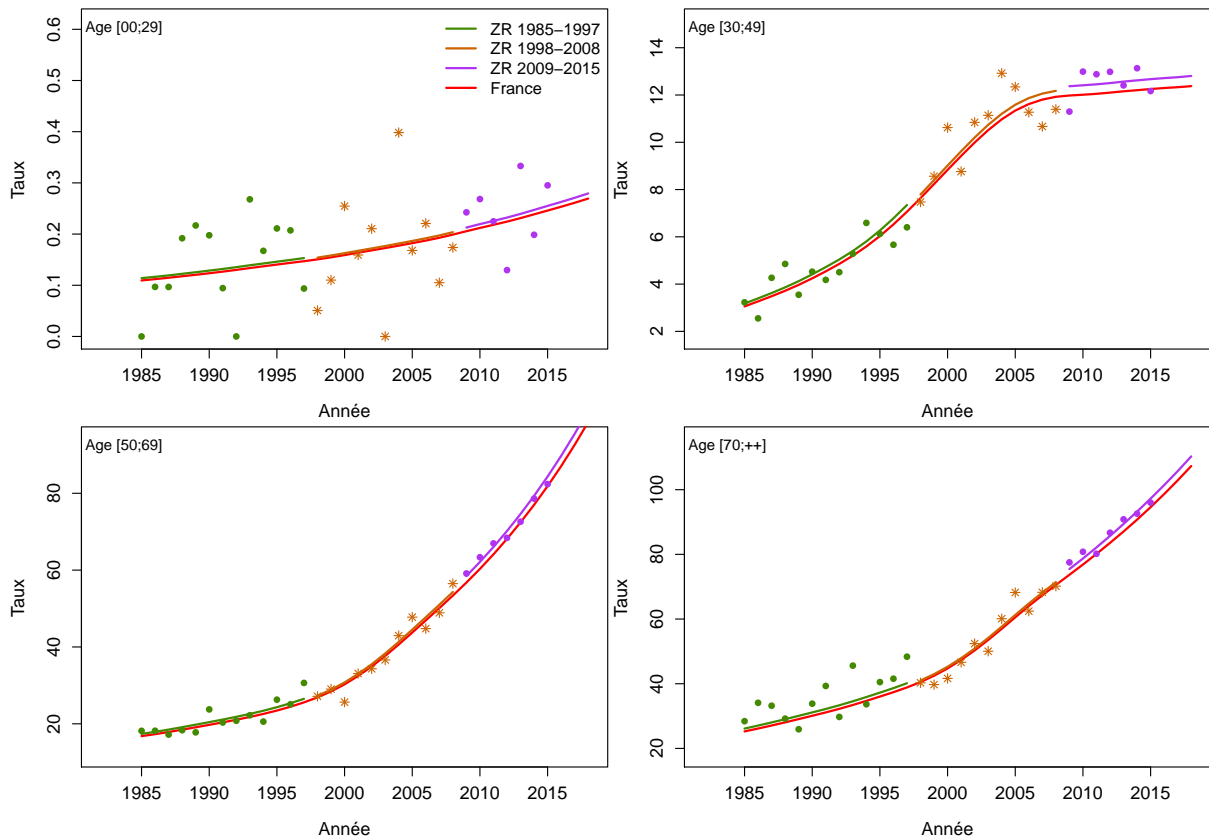 Age [00;29]
ZR 1985−1997
ZR 1998−2008
ZR 2009−2015
France
0.0 0.1 0.2 0.3 0.4 0.5 0.6
Taux
1985 1990 1995 2000 2005 2010 2015
Année
Age [30;49]
2 4 6 8 10 12 14
Taux
1985 1990 1995 2000 2005 2010 2015
Année
Age [50;69]
20 40 60 80
Taux
1985 1990 1995 2000 2005 2010 2015
Année
Age [70;++]
20 40 60 80 100
Taux
1985 1990 1995 2000 2005 2010 2015
Année